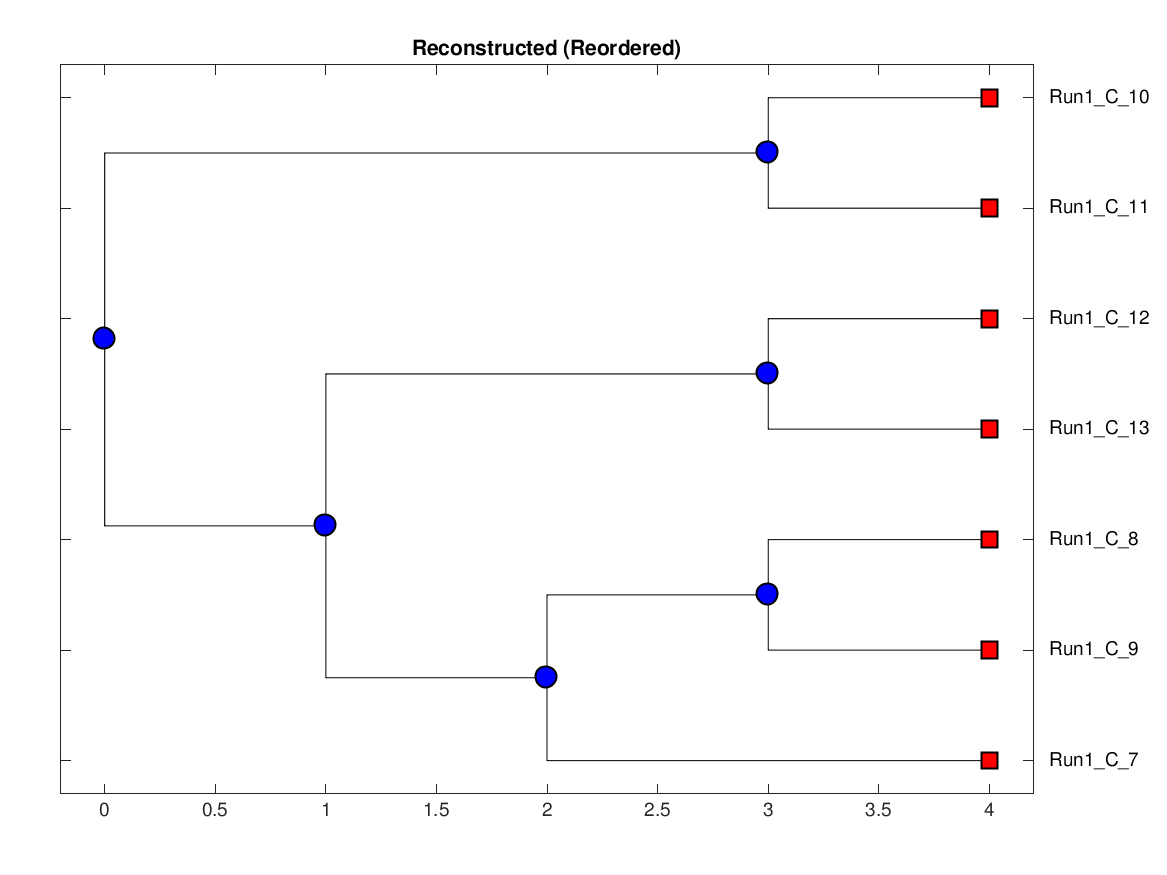 Reconstructed (Reordered)
Run1_C_10
Run1_C_11
Run1_C_12
Run1_C_13
Run1_C_8
Run1_C_9
Run1_C_7
0 0.5 1 1.5 2 2.5 3 3.5 4